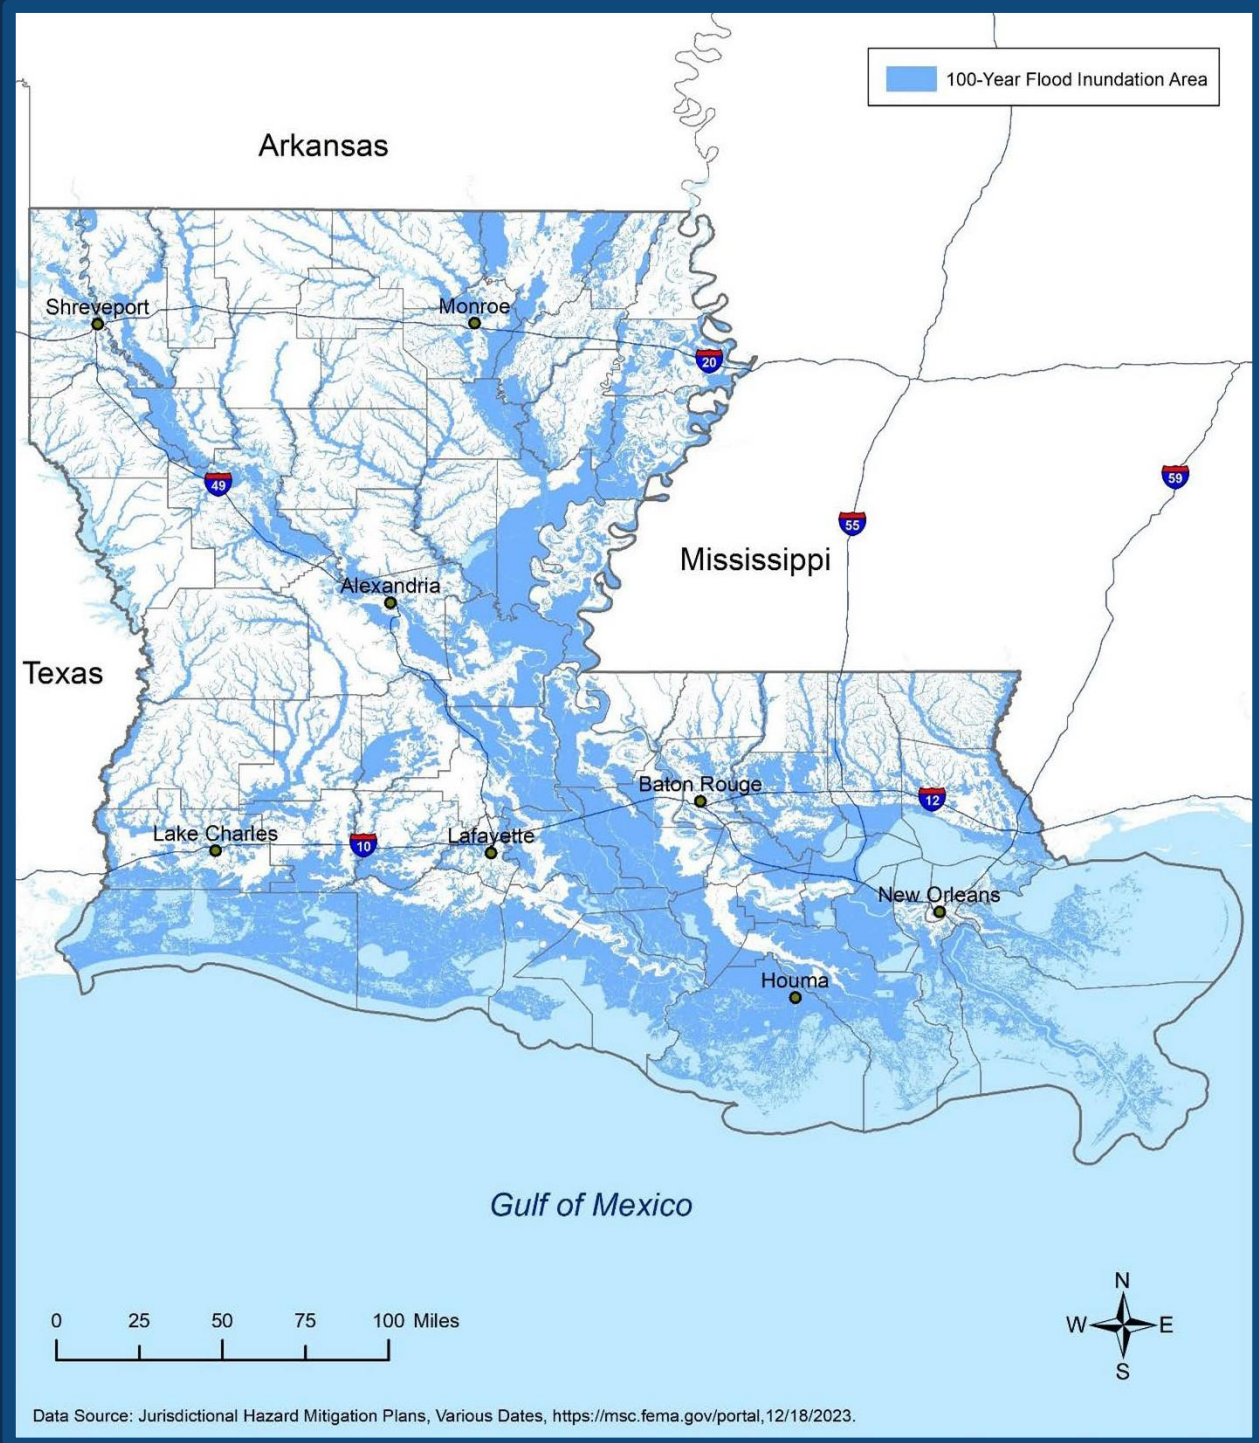 100-Year Flood Inundation Area
Arkansas
Shreveport
Monroe
20
49
59
55
Mississippi
Alexandria
Texas
Baton Rouge
12
Lake Charles
10
Lafayette
New Orleans
Houma
Gulf of Mexico
N
W E
S
0 25 50 75 100 Miles
Data Source: Jurisdictional Hazard Mitigation Plans, Various Dates, https://msc.fema.gov/portal,12/18/2023.